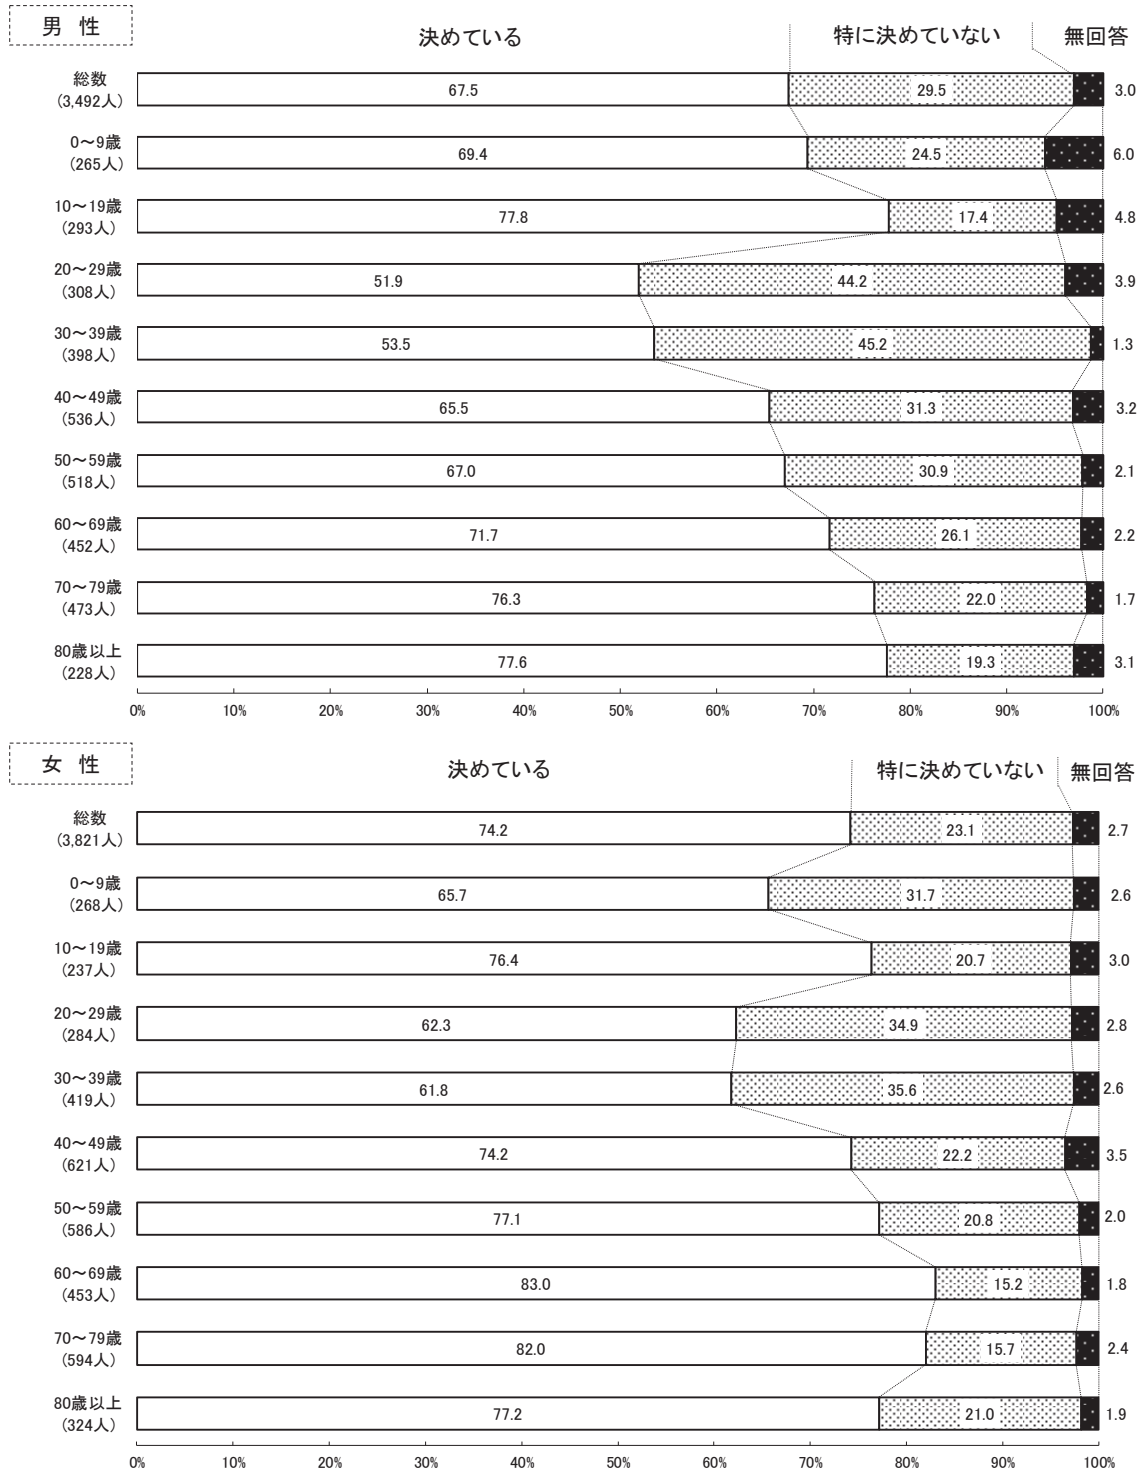 男 性
決めている 特に決めていない 無回答
総数
(3,492人)
67.5 29.5 3.0
0～9歳
(265人)
69.4 24.5 6.0
10～19歳
(293人)
77.8 17.4 4.8
20～29歳
(308人)
51.9 44.2 3.9
30～39歳
(398人)
53.5 45.2 1.3
40～49歳
(536人)
65.5 31.3 3.2
50～59歳
(518人)
67.0 30.9 2.1
60～69歳
(452人)
71.7 26.1 2.2
70～79歳
(473人)
76.3 22.0 1.7
80歳以上
(228人)
77.6 19.3 3.1
0% 10% 20% 30% 40% 50% 60% 70% 80% 90% 100%
女 性
決めている 特に決めていない 無回答
総数
(3,821人)
74.2 23.1 2.7
0～9歳
(268人)
65.7 31.7 2.6
10～19歳
(237人)
76.4 20.7 3.0
20～29歳
(284人)
62.3 34.9 2.8
30～39歳
(419人)
61.8 35.6 2.6
40～49歳
(621人)
74.2 22.2 3.5
50～59歳
(586人)
77.1 20.8 2.0
60～69歳
(453人)
83.0 15.2 1.8
70～79歳
(594人)
82.0 15.7 2.4
80歳以上
(324人)
77.2 21.0 1.9
0% 10% 20% 30% 40% 50% 60% 70% 80% 90% 100%